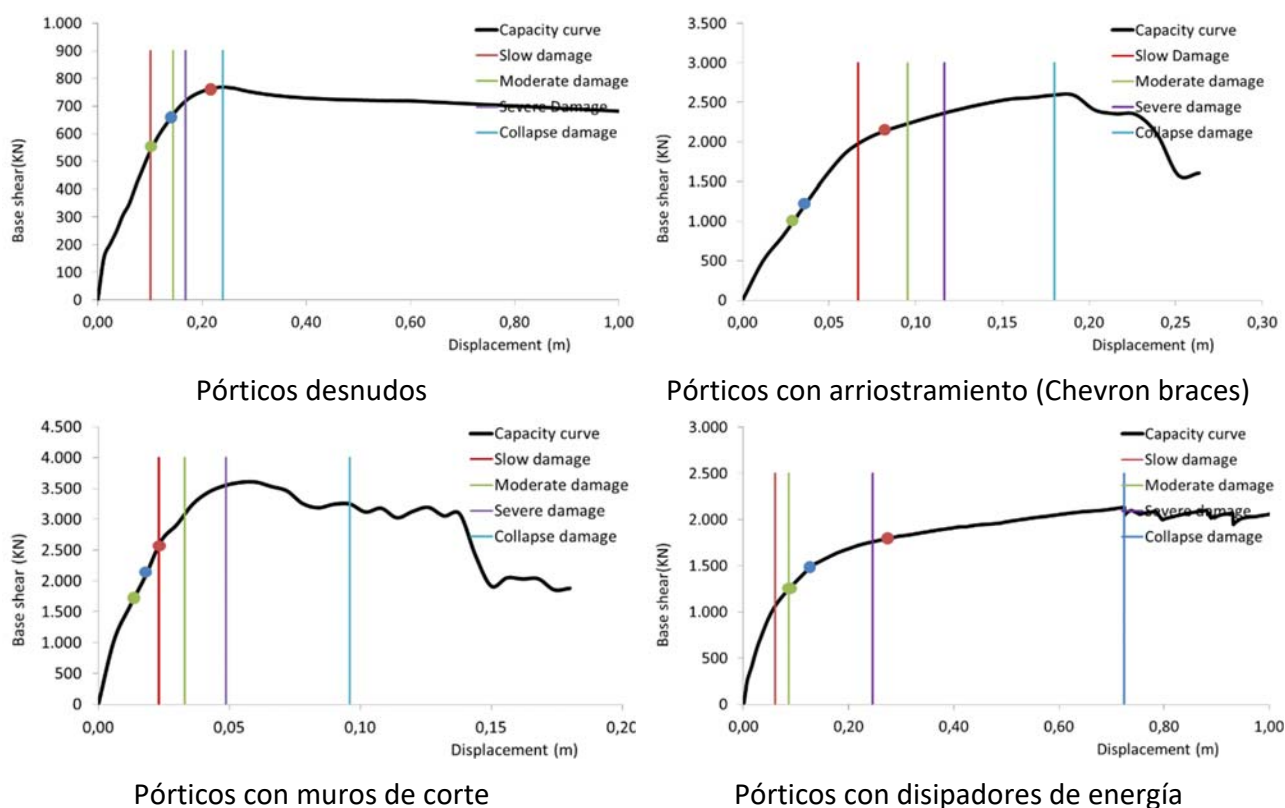 1.000
900
800
700
600
500
400
300
200
100
0
Base shear(KN)
0,00 0,20 0,40 0,60 0,80 1,00
Displacement (m)
Capacity curve
Slow damage
Moderate damage
Severe Damage
Collapse damage
Pórticos desnudos
3.500
3.000
2.500
2.000
1.500
1.000
500
0
Base shear (KN)
0,00 0,05 0,10 0,15 0,20 0,25 0,30
Displacement (m)
Capacity curve
Slow Damage
Moderate damage
Severe damage
Collapse damage
Pórticos con arriostramiento (Chevron braces)
4.500
4.000
3.500
3.000
2.500
2.000
1.500
1.000
500
0
Base shear (KN)
0,00 0,05 0,10 0,15 0,20
Displacement (m)
Capacity curve
Slow damage
Moderate damage
Severe damage
Collapse damage
Pórticos con muros de corte
3.000
2.500
2.000
1.500
1.000
500
0
Base shear(KN)
0,00 0,20 0,40 0,60 0,80 1,00
Displacement (m)
Capacity curve
Slow damage
Moderate damage
Severe damage
Collapse damage
Pórticos con disipadores de energía